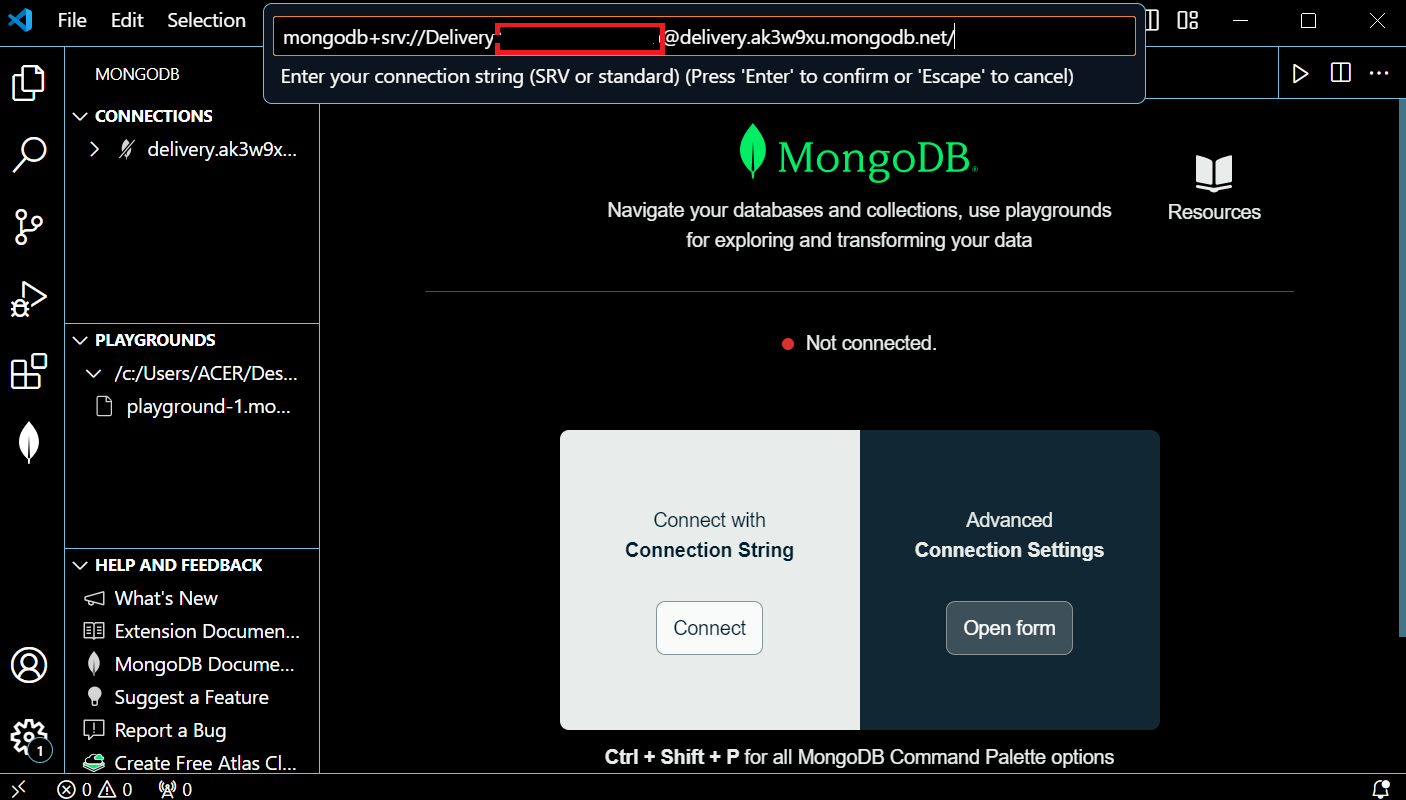 File Edit Selection
mongodb+srv://Delivery @delivery.ak3w9xu.mongodb.net/
Enter your connection string (SRV or standard) (Press 'Enter' to confirm or 'Escape' to cancel)
MONGODB
CONNECTIONS
delivery.ak3w9x...
PLAYGROUNDS
/c:/Users/ACER/Des...
playground-1.mo...
HELP AND FEEDBACK
What's New
Extension Documen...
MongoDB Docume...
Suggest a Feature
Report a Bug
Create Free Atlas Cl...
MongoDB®
Navigate your databases and collections, use playgrounds
for exploring and transforming your data
Resources
Not connected.
Connect with
Connection String
Connect
Advanced
Connection Settings
Open form
Ctrl + Shift + P for all MongoDB Command Palette options
1
0 0 0